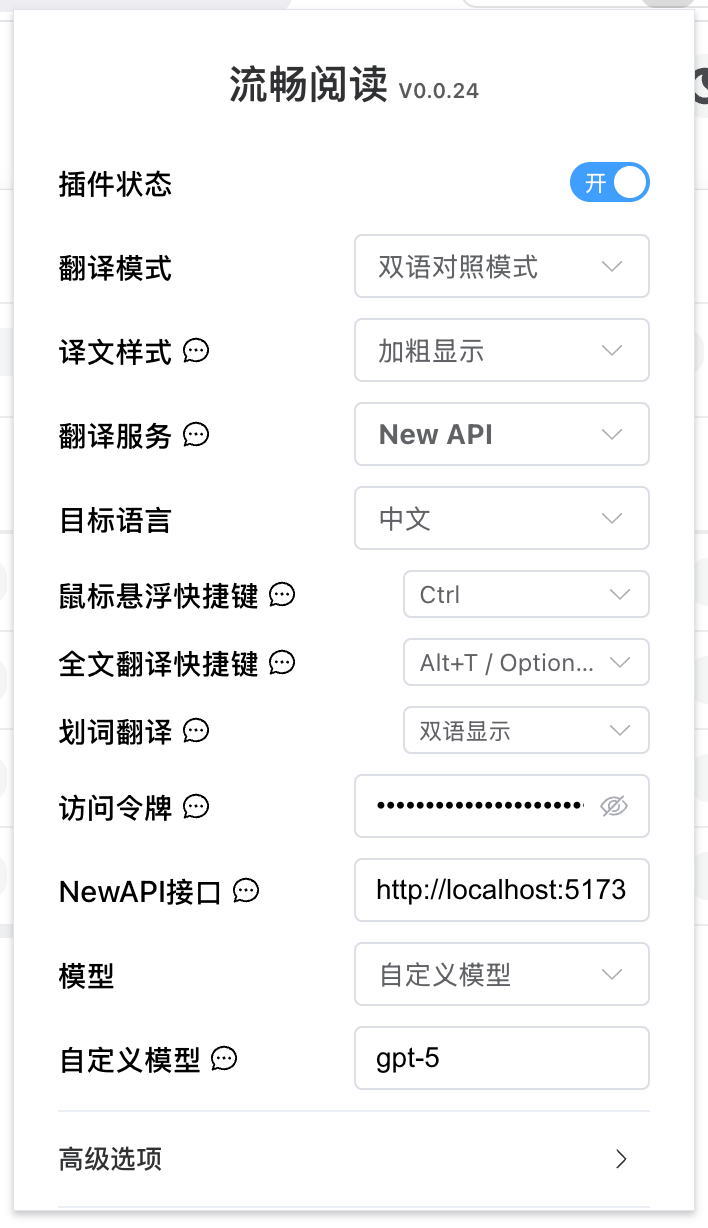 流畅阅读 V0.0.24
插件状态 开
翻译模式 双语对照模式
译文样式 加粗显示
翻译服务 New API
目标语言 中文
鼠标悬浮快捷键 Ctrl
全文翻译快捷键 Alt+T / Option...
划词翻译 双语显示
访问令牌 ••••••••••••••••••••••
NewAPI接口 http://localhost:5173
模型 自定义模型
自定义模型 gpt-5
高级选项